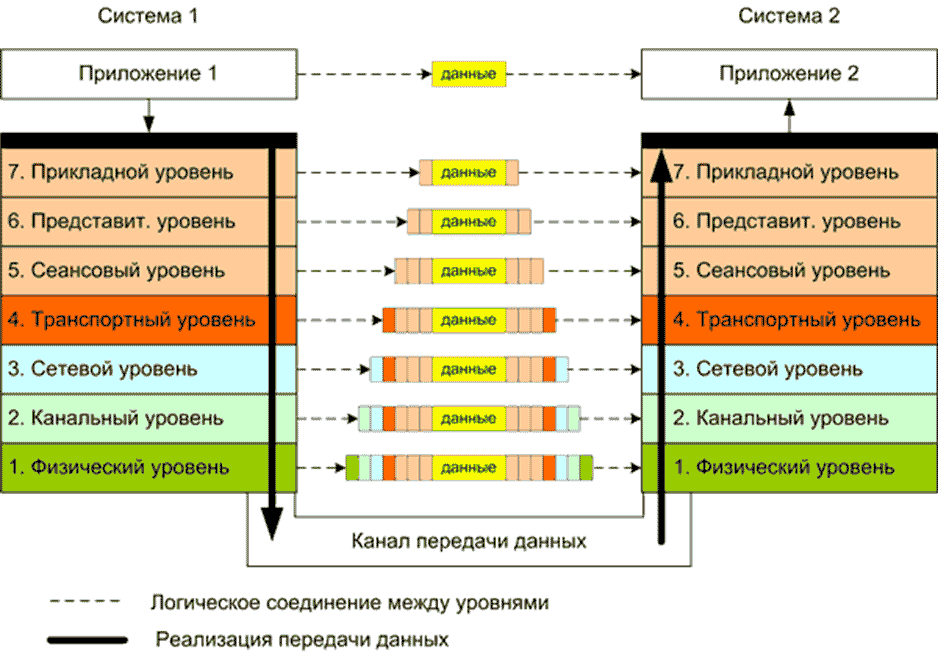 Система 1
Система 2
Приложение 1
данные
Приложение 2
7. Прикладной уровень
данные
7. Прикладной уровень
6. Представит. уровень
данные
6. Представит. уровень
5. Сеансовый уровень
данные
5. Сеансовый уровень
4. Транспортный уровень
данные
4. Транспортный уровень
3. Сетевой уровень
данные
3. Сетевой уровень
2. Канальный уровень
данные
2. Канальный уровень
1. Физический уровень
данные
1. Физический уровень
Канал передачи данных
Логическое соединение между уровнями
Реализация передачи данных